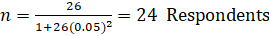 n = 26 / 1+26(0.05)² = 24 Respondents